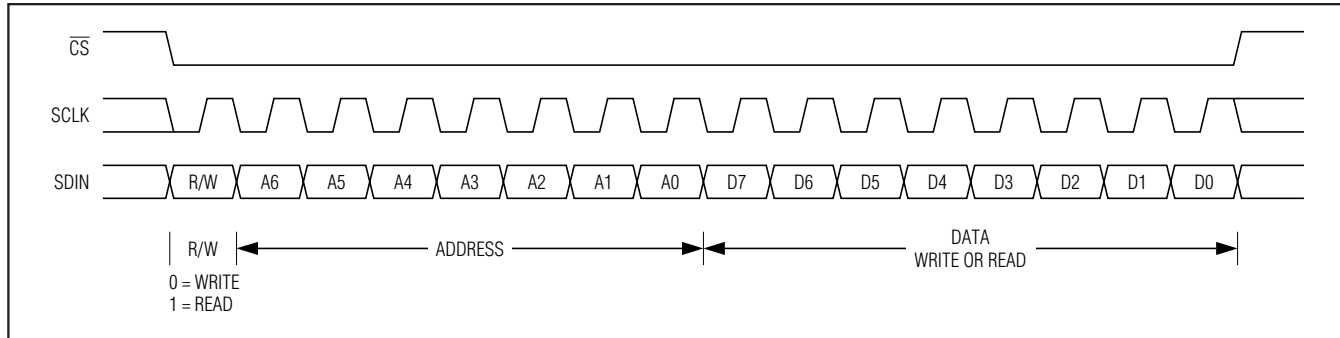 CS
SCLK
SDIN R/W A6 A5 A4 A3 A2 A1 A0 D7 D6 D5 D4 D3 D2 D1 D0
R/W ADDRESS DATA
WRITE OR READ
0 = WRITE
1 = READ